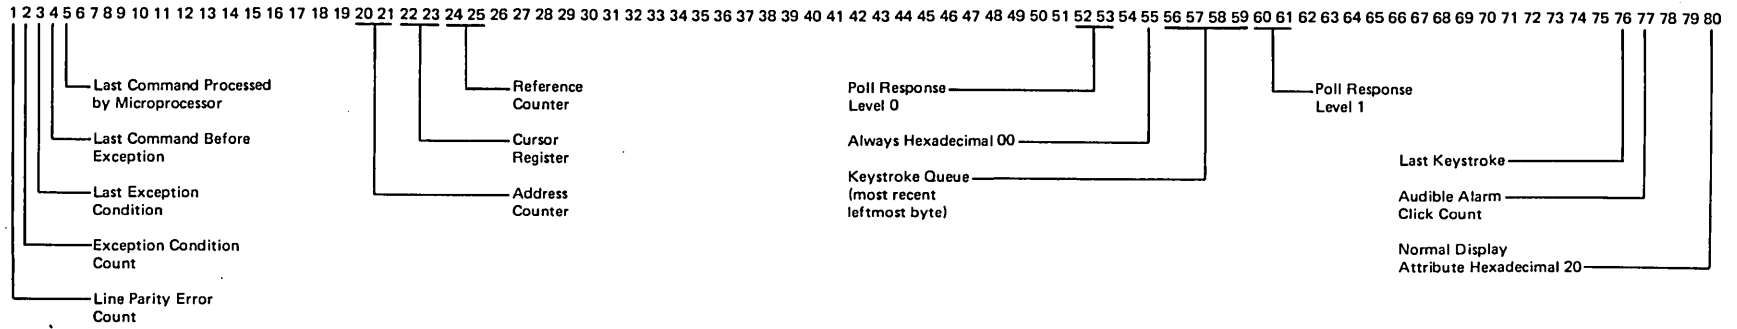 1 2 3 4 5 6 7 8 9 10 11 12 13 14 15 16 17 18 19 20 21 22 23 24 25 26 27 28 29 30 31 32 33 34 35 36 37 38 39 40 41 42 43 44 45 46 47 48 49 50 51 52 53 54 55 56 57 58 59 60 61 62 63 64 65 66 67 68 69 70 71 72 73 74 75 76 77 78 79 80
Last Command Processed
by Microprocessor
Last Command Before
Exception
Last Exception
Condition
Exception Condition
Count
Line Parity Error
Count
Reference
Counter
Cursor
Register
Address
Counter
Poll Response
Level 0
Always Hexadecimal 00
Keystroke Queue
(most recent
leftmost byte)
Poll Response
Level 1
Last Keystroke
Audible Alarm
Click Count
Normal Display
Attribute Hexadecimal 20